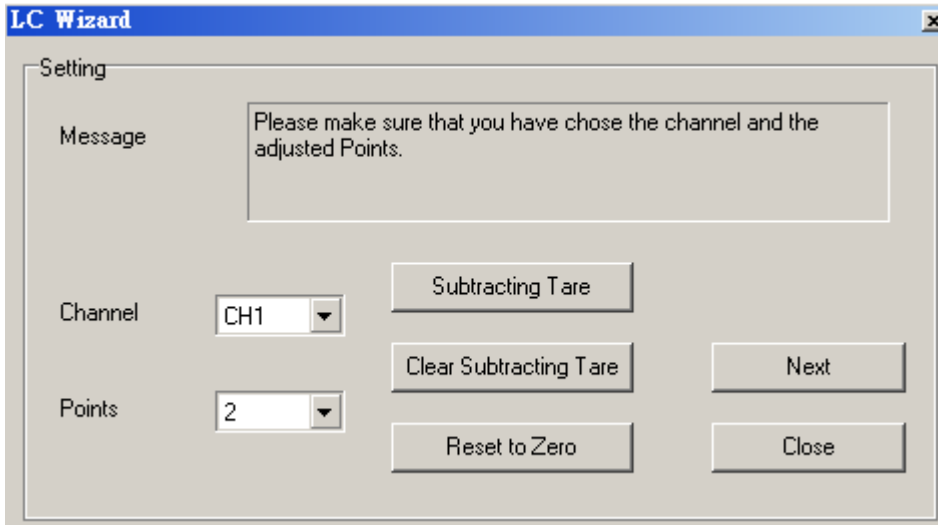 LC Wizard
Setting
Message
Please make sure that you have chose the channel and the
adjusted Points.
Channel
CH1
Points
2
Subtracting Tare
Clear Subtracting Tare
Reset to Zero
Next
Close